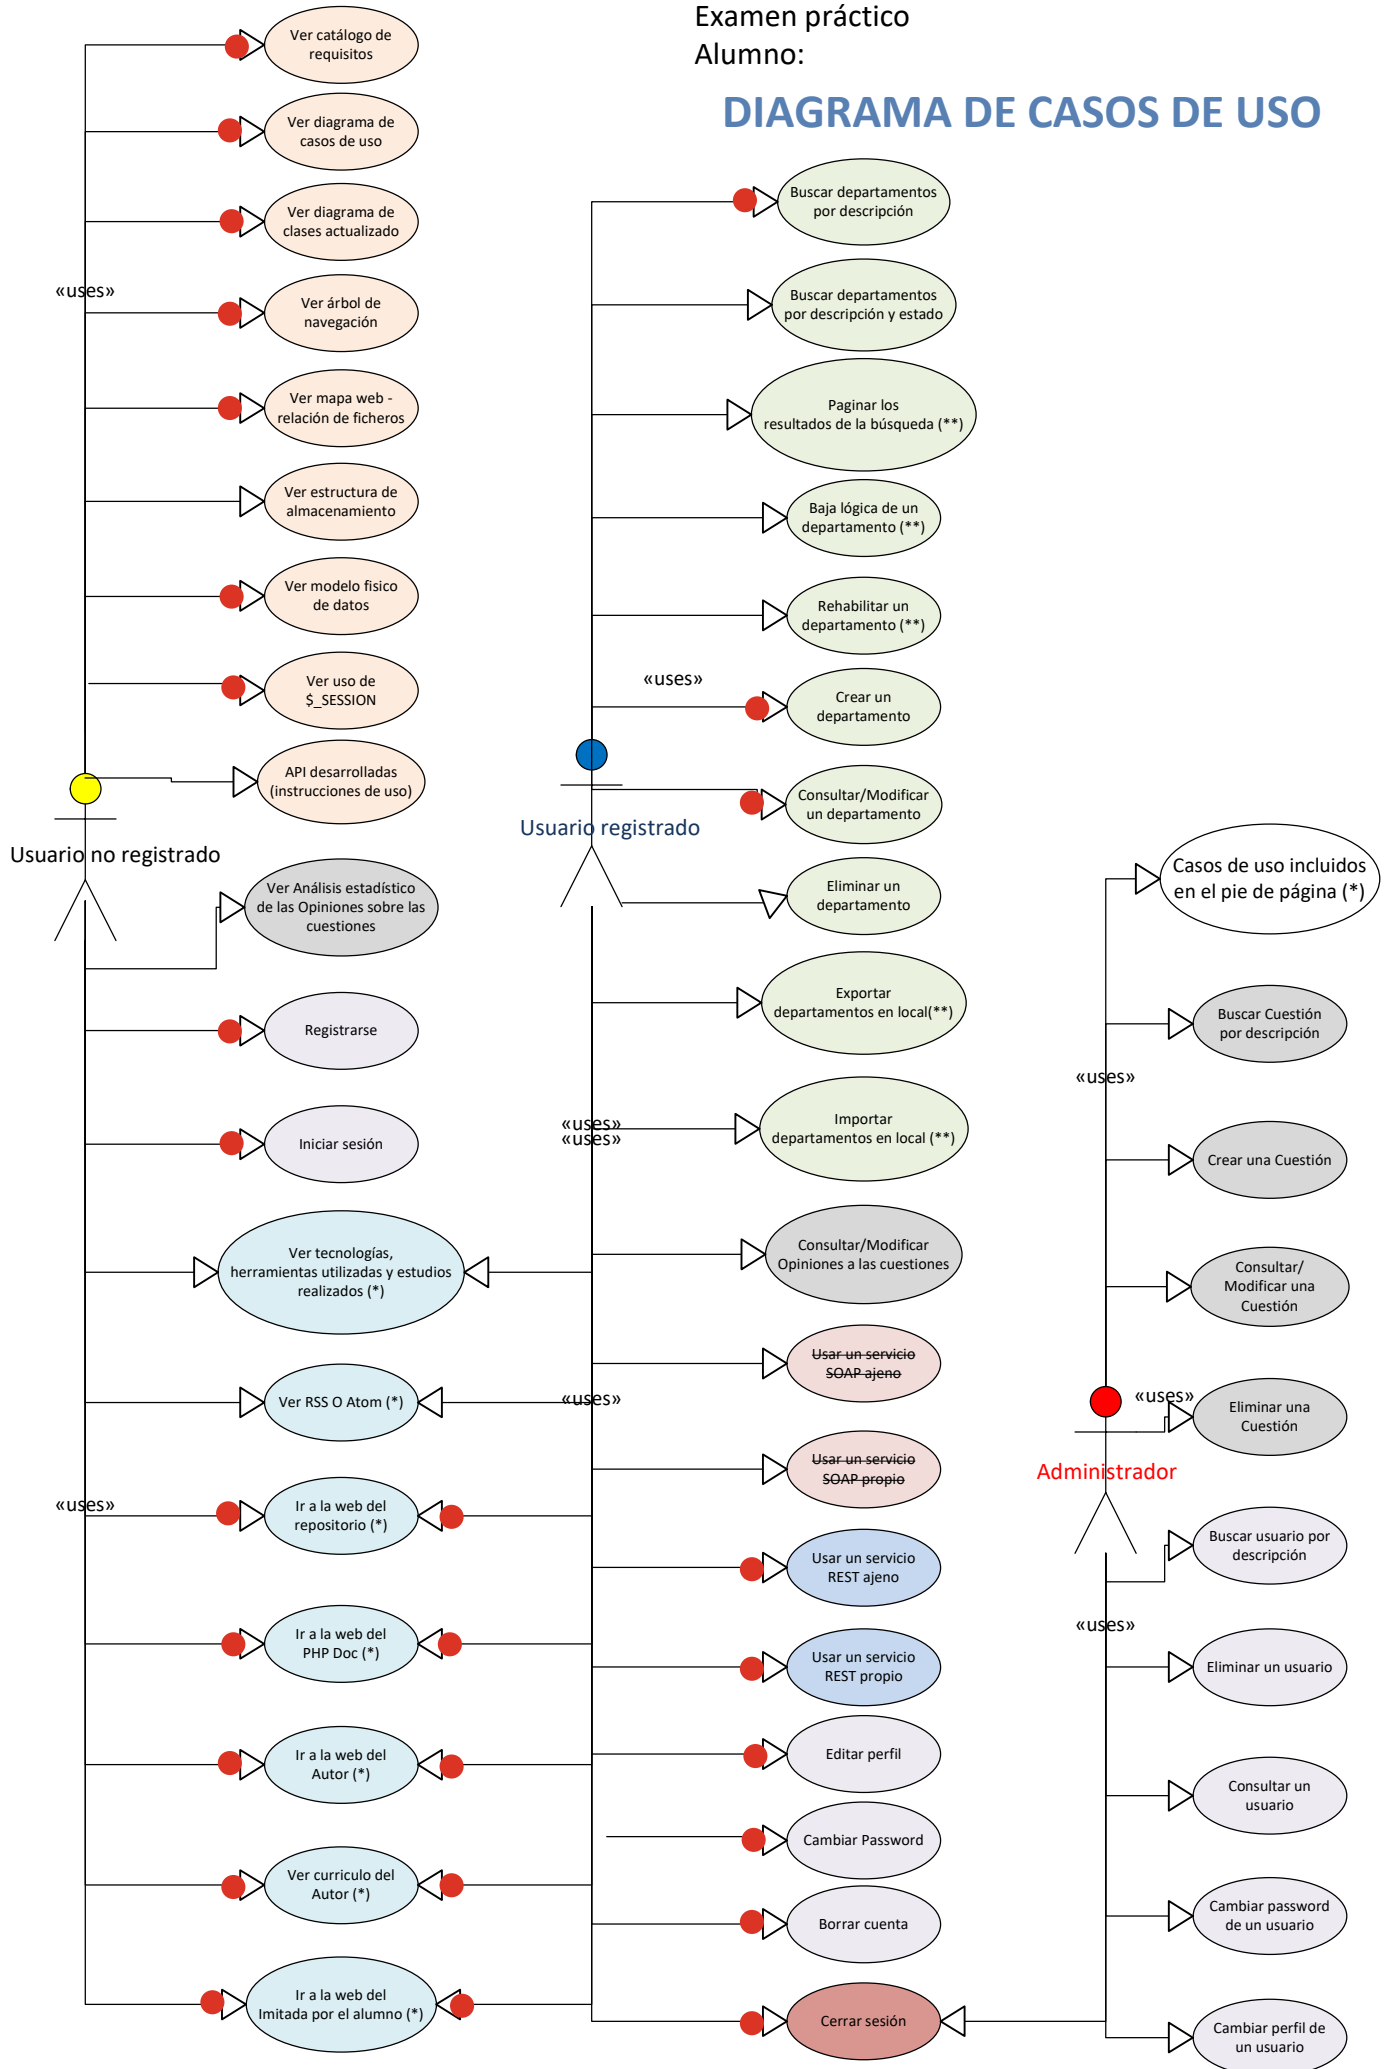 Examen práctico
Alumno:
DIAGRAMA DE CASOS DE USO
Ver catálogo de
requisitos
Ver diagrama de
casos de uso
Ver diagrama de
clases actualizado
«uses»
Ver árbol de
navegación
Ver mapa web -
relación de ficheros
Ver estructura de
almacenamiento
Ver modelo fisico
de datos
Ver uso de
$_SESSION
API desarrolladas
(instrucciones de uso)
Usuario no registrado
Ver Análisis estadístico
de las Opiniones sobre las
cuestiones
Registrarse
Iniciar sesión
Ver tecnologías,
herramientas utilizadas y estudios
realizados (*)
Ver RSS O Atom (*)
«uses»
Ir a la web del
repositorio (*)
Ir a la web del
PHP Doc (*)
Ir a la web del
Autor (*)
Ver curriculo del
Autor (*)
Ir a la web del
Imitada por el alumno (*)
Buscar departamentos
por descripción
Buscar departamentos
por descripción y estado
Paginar los
resultados de la búsqueda (**)
Baja lógica de un
departamento (**)
Rehabilitar un
departamento (**)
«uses»
Crear un
departamento
Usuario registrado
Consultar/Modificar
un departamento
Eliminar un
departamento
Exportar
departamentos en local(**)
«uses»
«uses»
Importar
departamentos en local (**)
Consultar/Modificar
Opiniones a las cuestiones
Usar un servicio
SOAP ajeno
«uses»
Usar un servicio
SOAP propio
Usar un servicio
REST ajeno
Usar un servicio
REST propio
Editar perfil
Cambiar Password
Borrar cuenta
Cerrar sesión
Casos de uso incluidos
en el pie de página (*)
Buscar Cuestión
por descripción
«uses»
Crear una Cuestión
Consultar/
Modificar una
Cuestión
«uses»
Eliminar una
Cuestión
Administrador
Buscar usuario por
descripción
«uses»
Eliminar un usuario
Consultar un
usuario
Cambiar password
de un usuario
Cambiar perfil de
un usuario